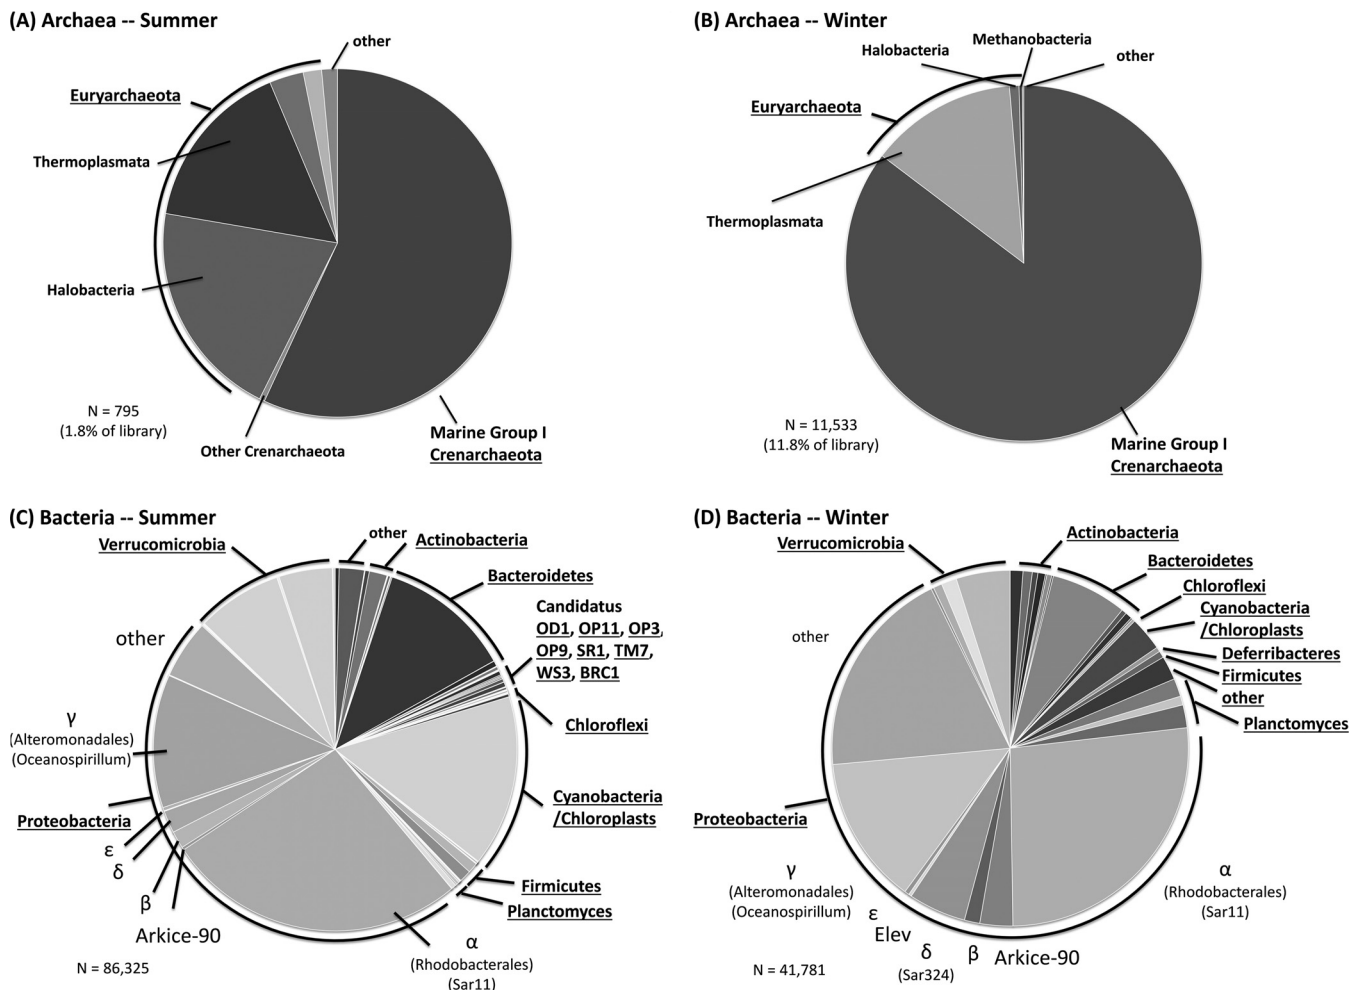 (A) Archaea -- Summer
other
Euryarchaeota
Thermoplasmata
Halobacteria
N = 795
(1.8% of library)
Other Crenarchaeota
Marine Group I
Crenarchaeota
(B) Archaea -- Winter
Methanobacteria
Halobacteria
other
Euryarchaeota
Thermoplasmata
N = 11,533
(11.8% of library)
Marine Group I
Crenarchaeota
(C) Bacteria -- Summer
Verrucomicrobia
other
Actinobacteria
Bacteroidetes
Candidatus
OD1, OP11, OP3,
OP9, SR1, TM7,
WS3, BRC1
Chloroflexi
Cyanobacteria
/Chloroplasts
Firmicutes
Planctomyces
α
(Rhodobacterales)
(Sar11)
other
γ
(Alteromonadales)
(Oceanospirillum)
Proteobacteria
ε
δ
β
Arkice-90
N = 86,325
(D) Bacteria -- Winter
Verrucomicrobia
Actinobacteria
Bacteroidetes
Chloroflexi
Cyanobacteria
/Chloroplasts
Deferribacteres
Firmicutes
other
Planctomyces
other
Proteobacteria
γ
(Alteromonadales)
(Oceanospirillum)
ε
Elev
δ
(Sar324)
β
Arkice-90
α
(Rhodobacterales)
(Sar11)
N = 41,781